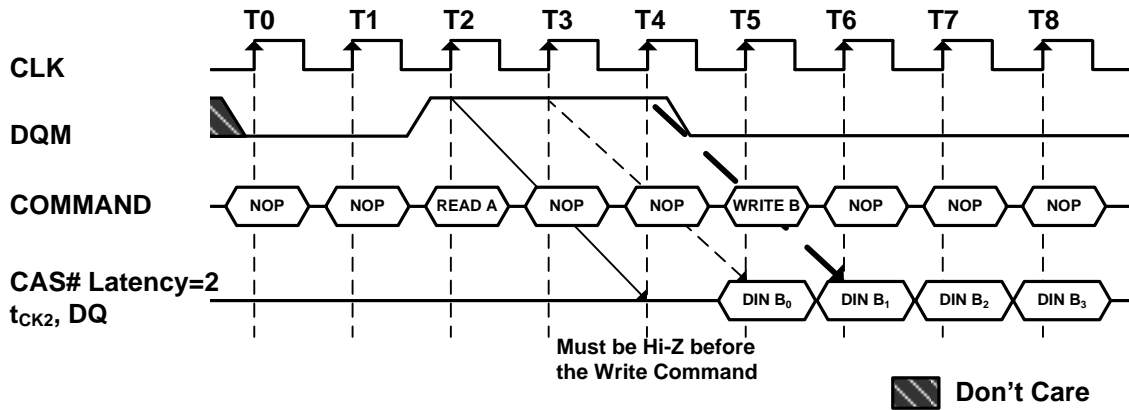 T0 T1 T2 T3 T4 T5 T6 T7 T8
CLK
DQM
COMMAND NOP NOP READ A NOP NOP WRITE B NOP NOP NOP
CAS# Latency=2
tCK2, DQ DIN B0 DIN B1 DIN B2 DIN B3
Must be Hi-Z before
the Write Command
Don't Care